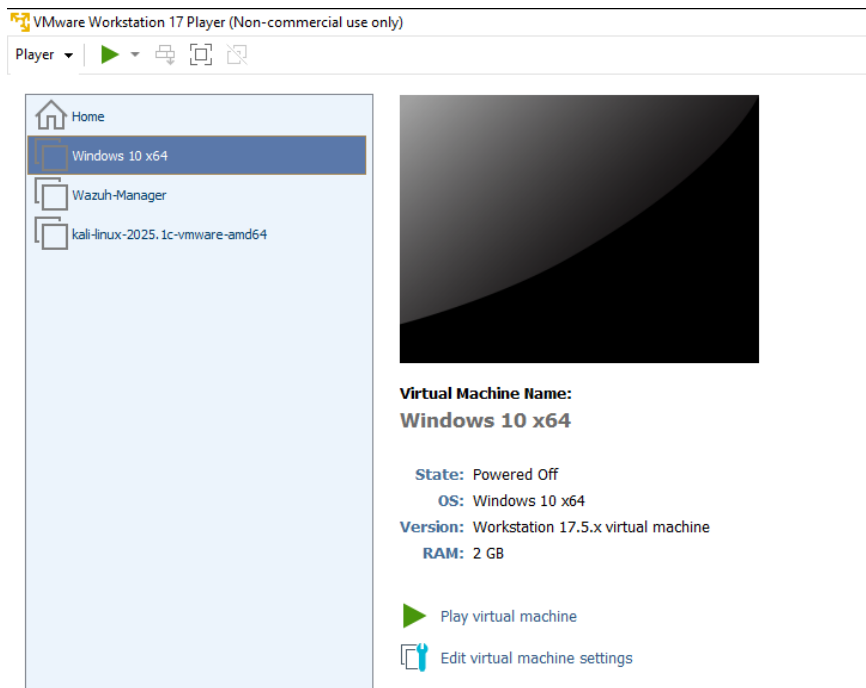 VMware Workstation 17 Player (Non-commercial use only)
Player
Home
Windows 10 x64
Wazuh-Manager
kali-linux-2025.1c-vmware-amd64
Virtual Machine Name:
Windows 10 x64
State: Powered Off
OS: Windows 10 x64
Version: Workstation 17.5.x virtual machine
RAM: 2 GB
Play virtual machine
Edit virtual machine settings